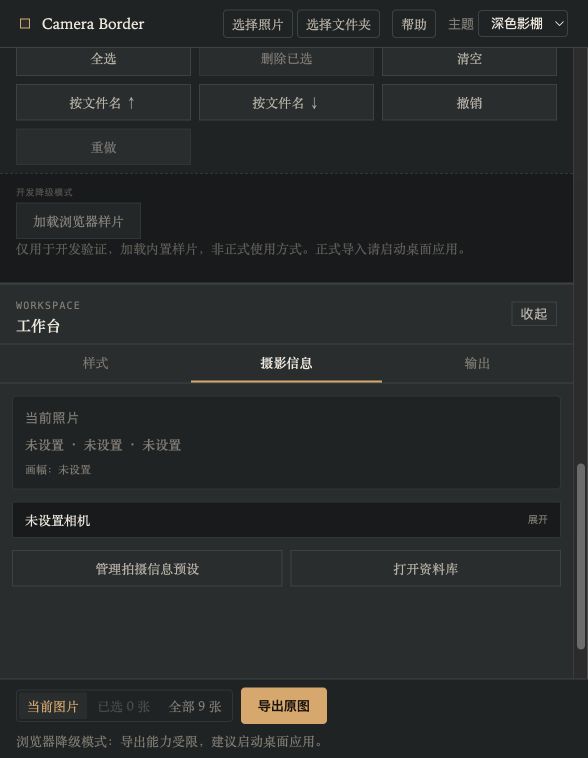 Camera Border 选择照片 选择文件夹 帮助 主题 深色影棚
全选 删除已选 清空
按文件名 ↑ 按文件名 ↓ 撤销
重做
开发降级模式
加载浏览器样片
仅用于开发验证，加载内置样片，非正式使用方式。正式导入请启动桌面应用。
WORKSPACE
工作台 收起
样式 摄影信息 输出
当前照片
未设置 · 未设置 · 未设置
画幅：未设置
未设置相机 展开
管理拍摄信息预设 打开资料库
当前图片 已选 0 张 全部 9 张 导出原图
浏览器降级模式：导出能力受限，建议启动桌面应用。